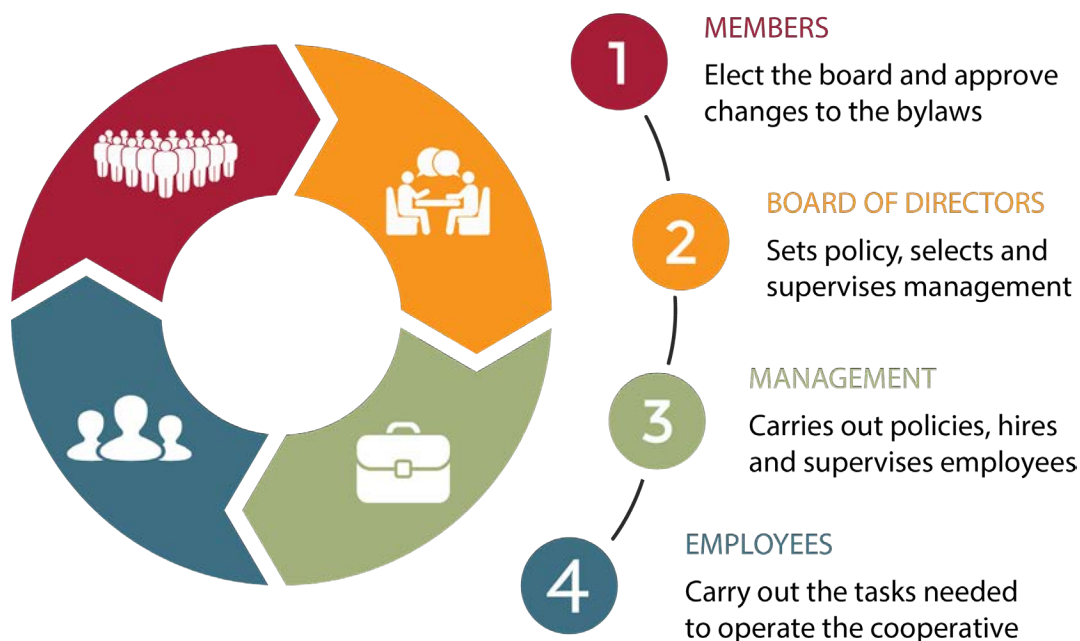 1
MEMBERS
Elect the board and approve
changes to the bylaws
2
BOARD OF DIRECTORS
Sets policy, selects and
supervises management
3
MANAGEMENT
Carries out policies, hires
and supervises employees
4
EMPLOYEES
Carry out the tasks needed
to operate the cooperative